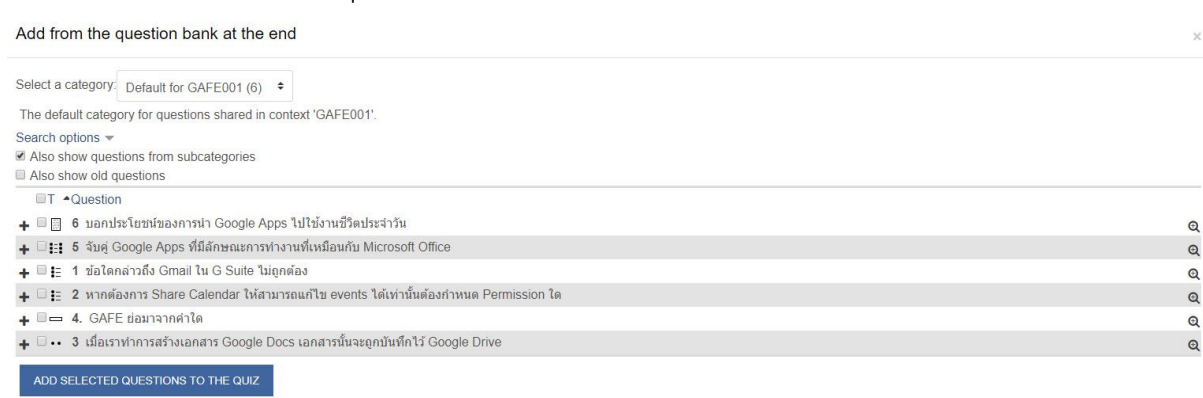 Add from the question bank at the end ×
Select a category: Default for GAFE001 (6)
The default category for questions shared in context 'GAFE001'.
Search options
Also show questions from subcategories
Also show old questions
T Question
6 บอกประโยชน์ของการนำ Google Apps ไปใช้งานชีวิตประจำวัน
5 จับคู่ Google Apps ที่มีลักษณะการทำงานที่เหมือนกับ Microsoft Office
1 ข้อใดกล่าวถึง Gmail ใน G Suite ไม่ถูกต้อง
2 หากต้องการ Share Calendar ให้สามารถแก้ไข events ได้เท่านั้นต้องกำหนด Permission ใด
4. GAFE ย่อมาจากคำใด
3 เมื่อเราทำการสร้างเอกสาร Google Docs เอกสารนั้นจะถูกบันทึกไว้ Google Drive
ADD SELECTED QUESTIONS TO THE QUIZ